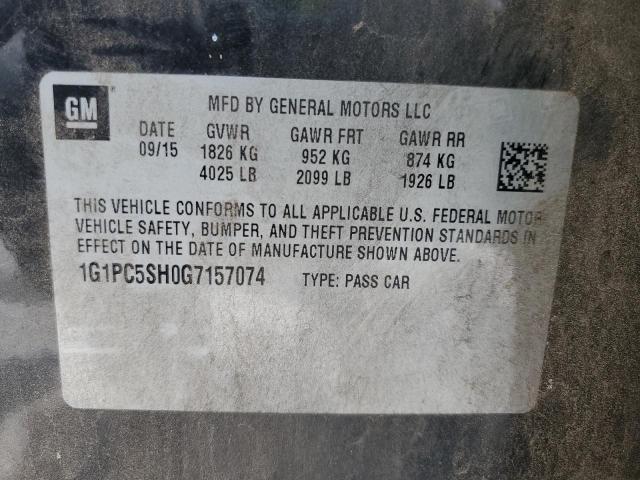 GM
MFD BY GENERAL MOTORS LLC
DATE GVWR GAWR FRT GAWR RR
09/15 1826 KG 952 KG 874 KG
4025 LB 2099 LB 1926 LB
THIS VEHICLE CONFORMS TO ALL APPLICABLE U.S. FEDERAL MOTOR
VEHICLE SAFETY, BUMPER, AND THEFT PREVENTION STANDARDS IN
EFFECT ON THE DATE OF MANUFACTURE SHOWN ABOVE.
1G1PC5SH0G7157074 TYPE: PASS CAR